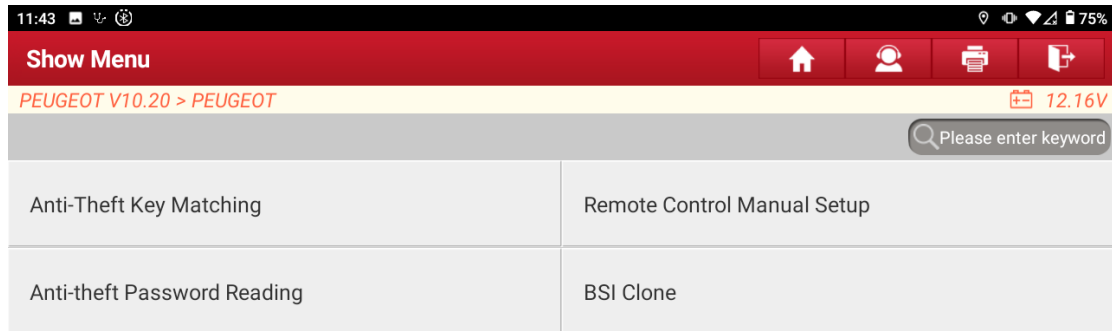 11:43 75%
Show Menu
PEUGEOT V10.20 > PEUGEOT 12.16V
Please enter keyword
Anti-Theft Key Matching Remote Control Manual Setup
Anti-theft Password Reading BSI Clone